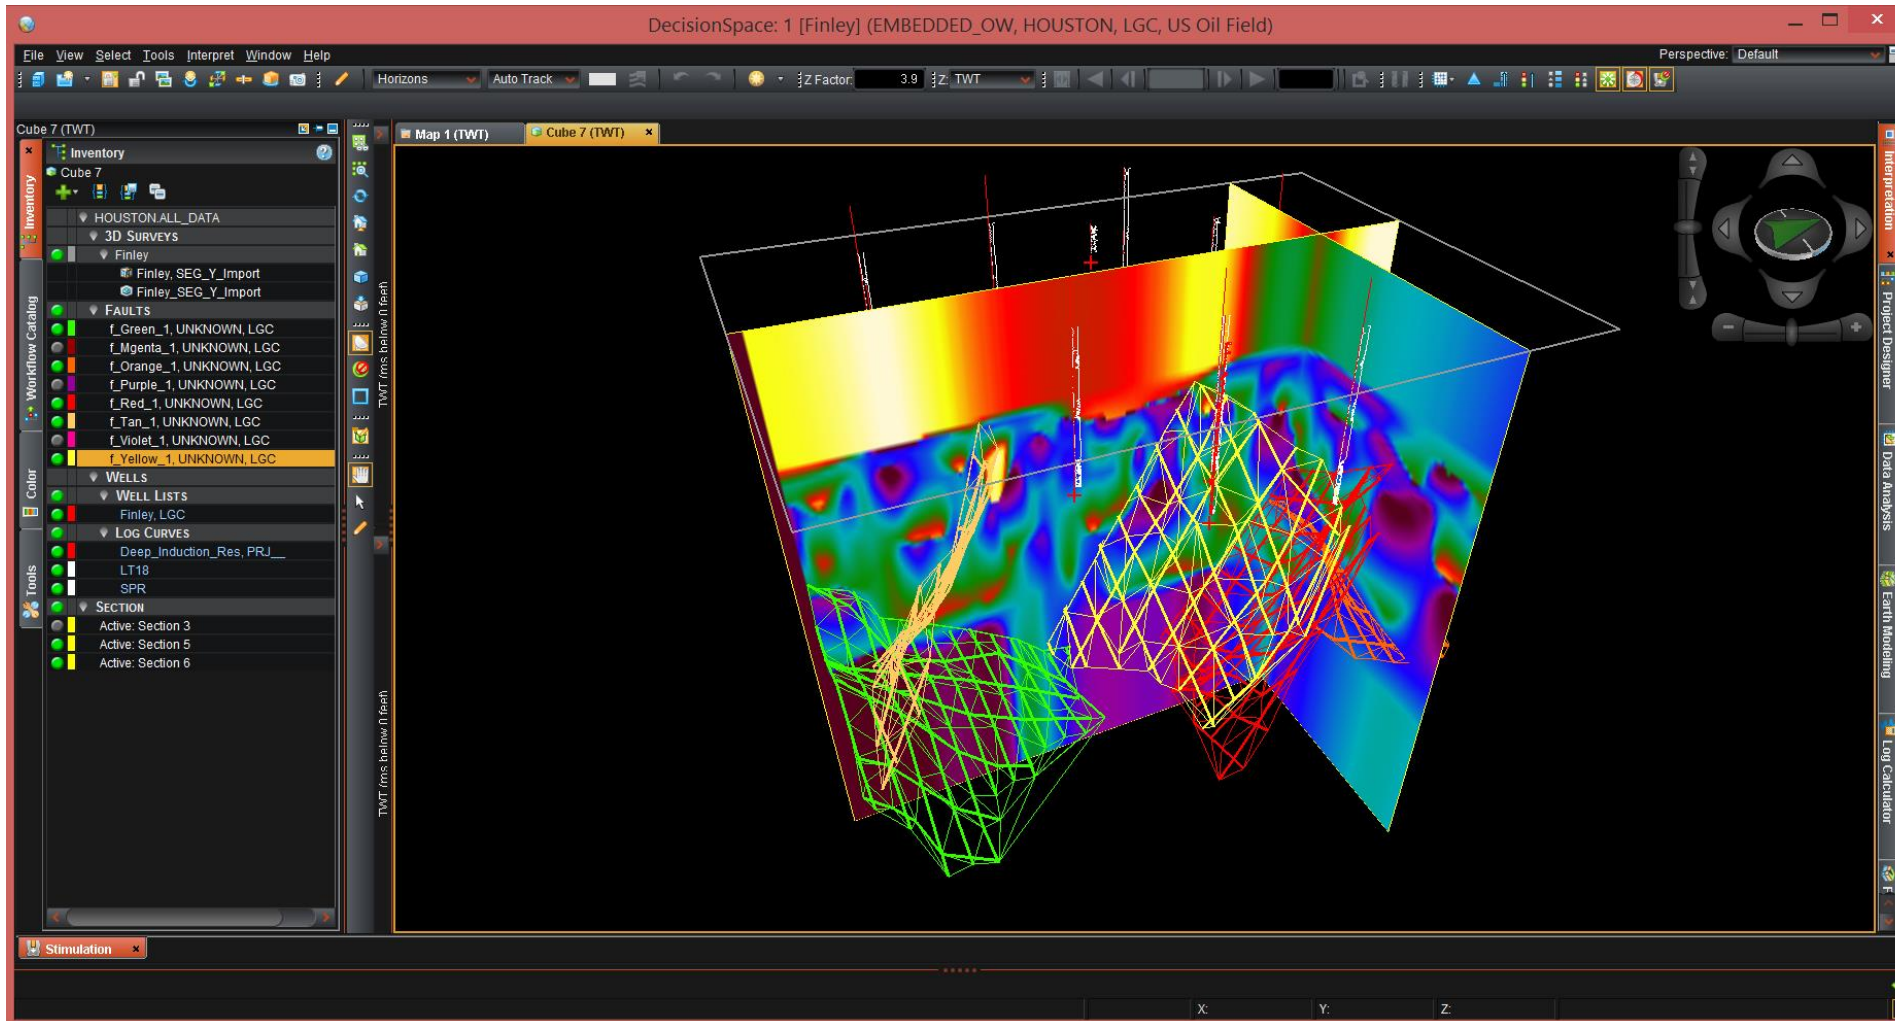 DecisionSpace: 1 [Finley] (EMBEDDED_OW, HOUSTON, LGC, US Oil Field)
File View Select Tools Interpret Window Help
Perspective: Default
Horizons Auto Track Z Factor: 3.9 Z: TWT
Cube 7 (TWT)
Map 1 (TWT) Cube 7 (TWT)
Inventory
Cube 7
HOUSTON.ALL_DATA
3D SURVEYS
Finley
Finley, SEG_Y_Import
Finley_SEG_Y_Import
FAULTS
f_Green_1, UNKNOWN, LGC
f_Mgenta_1, UNKNOWN, LGC
f_Orange_1, UNKNOWN, LGC
f_Purple_1, UNKNOWN, LGC
f_Red_1, UNKNOWN, LGC
f_Tan_1, UNKNOWN, LGC
f_Violet_1, UNKNOWN, LGC
f_Yellow_1, UNKNOWN, LGC
WELLS
WELL LISTS
Finley, LGC
LOG CURVES
Deep_Induction_Res, PRJ__
LT18
SPR
SECTION
Active: Section 3
Active: Section 5
Active: Section 6
Inventory
Workflow Catalog
Color
Tools
TWT (ms below 0 feet)
TWT (ms below 0 feet)
Interpretation
Project Designer
Data Analysis
Earth Modeling
Log Calculator
Stimulation
X: Y: Z: